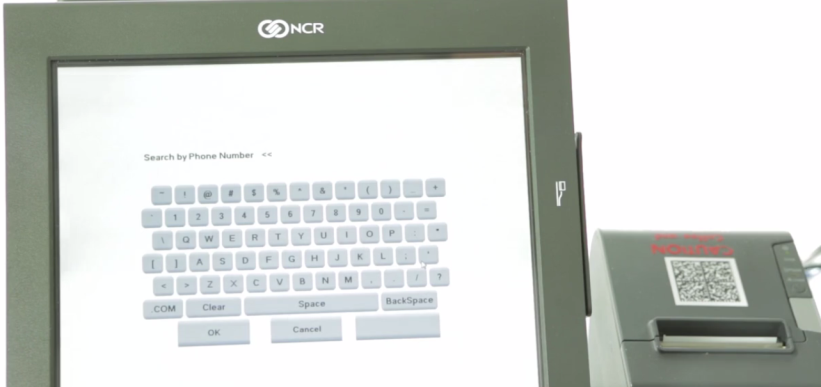 NCR
Search by Phone Number <<
~ ! @ # $ % ^ & * ( ) _ +
` 1 2 3 4 5 6 7 8 9 0 - =
\ Q W E R T Y U I O P : "
[ ] A S D F G H J K L ; '
< > Z X C V B N M , . / ?
COM Clear Space BackSpace
OK Cancel
CAUTION